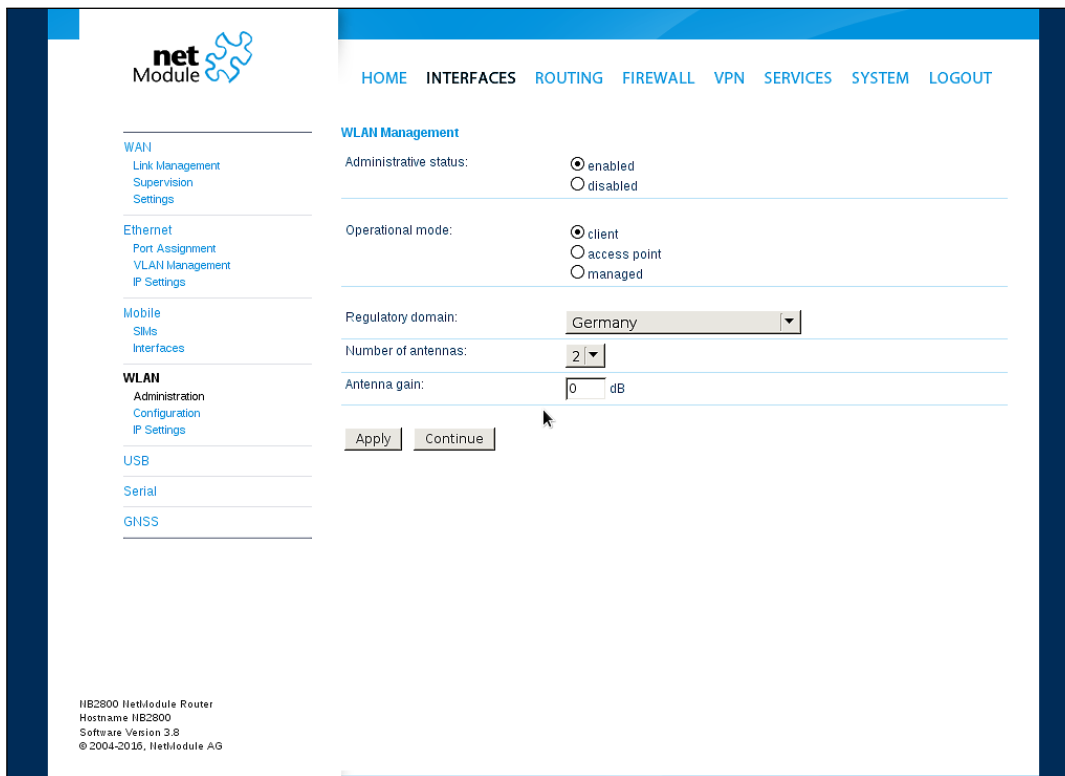 net
Module
HOME INTERFACES ROUTING FIREWALL VPN SERVICES SYSTEM LOGOUT
WAN
Link Management
Supervision
Settings
Ethernet
Port Assignment
VLAN Management
IP Settings
Mobile
SIMs
Interfaces
WLAN
Administration
Configuration
IP Settings
USB
Serial
GNSS
WLAN Management
Administrative status:
enabled
disabled
Operational mode:
client
access point
managed
Regulatory domain: Germany
Number of antennas: 2
Antenna gain: 0 dB
Apply Continue
NB2800 NetModule Router
Hostname NB2800
Software Version 3.8
© 2004-2016, NetModule AG